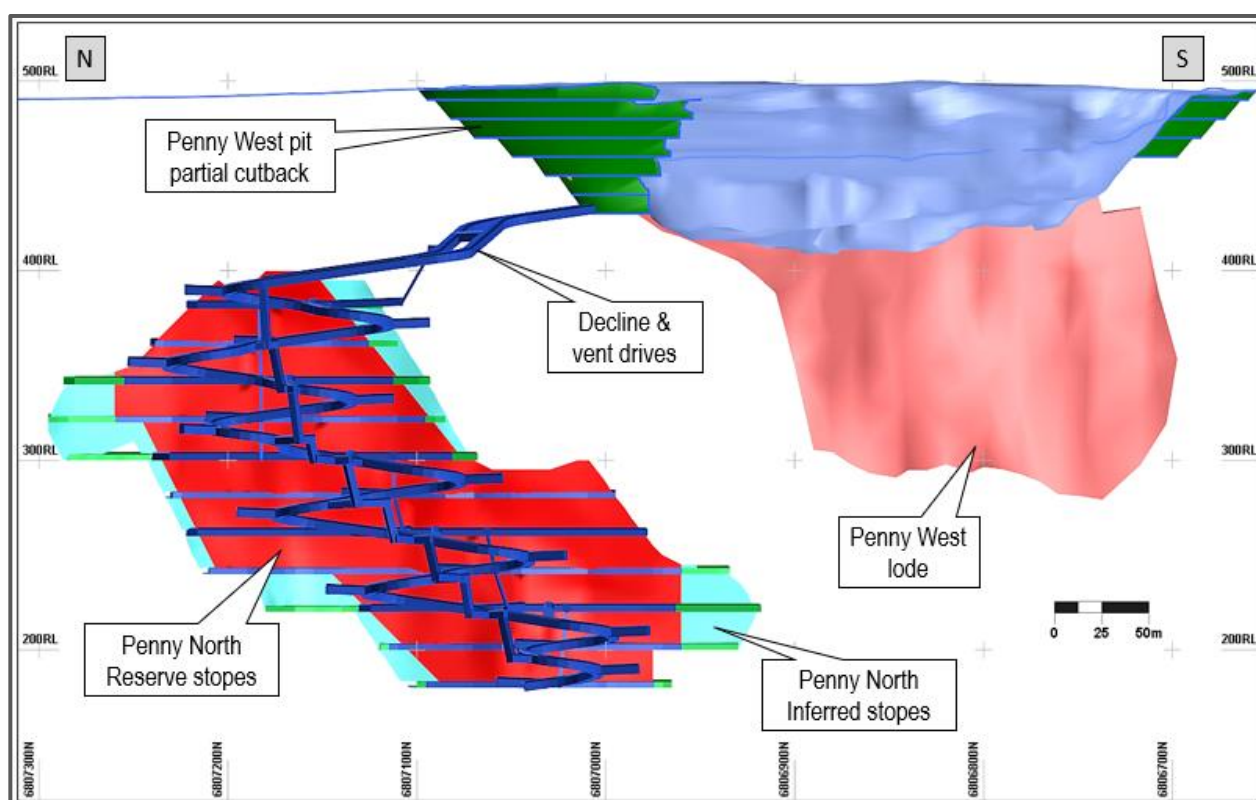 N
S
500RL
500RL
Penny West pit
partial cutback
400RL
400RL
Decline &
vent drives
300RL
300RL
Penny West
lode
0 25 50m
200RL
200RL
Penny North
Reserve stopes
Penny North
Inferred stopes
6807300N
6807200N
6807100N
6807000N
6806900N
6806800N
6806700N